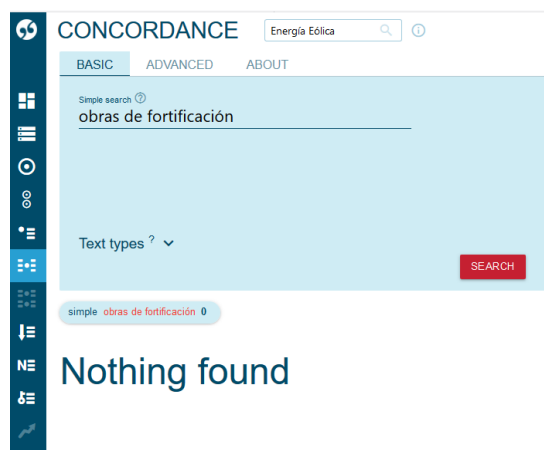 CONCORDANCE
Energía Eólica
BASIC ADVANCED ABOUT
Simple search ?
obras de fortificación
Text types ?
SEARCH
simple obras de fortificación 0
Nothing found